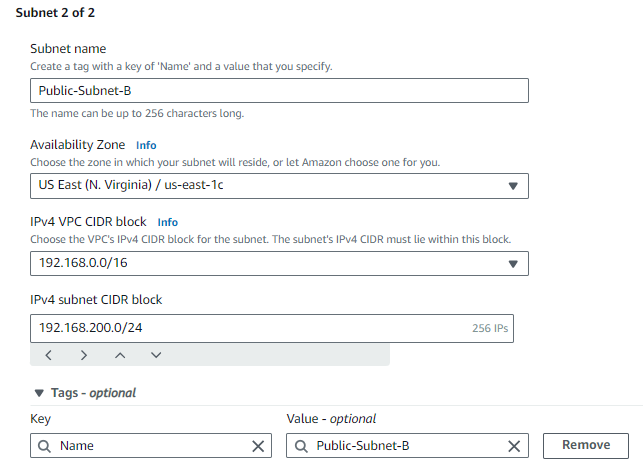 Subnet 2 of 2
Subnet name
Create a tag with a key of 'Name' and a value that you specify.
Public-Subnet-B
The name can be up to 256 characters long.
Availability Zone Info
Choose the zone in which your subnet will reside, or let Amazon choose one for you.
US East (N. Virginia) / us-east-1c
IPv4 VPC CIDR block Info
Choose the VPC's IPv4 CIDR block for the subnet. The subnet's IPv4 CIDR must lie within this block.
192.168.0.0/16
IPv4 subnet CIDR block
192.168.200.0/24 256 IPs
Tags - optional
Key Value - optional
Name Public-Subnet-B Remove